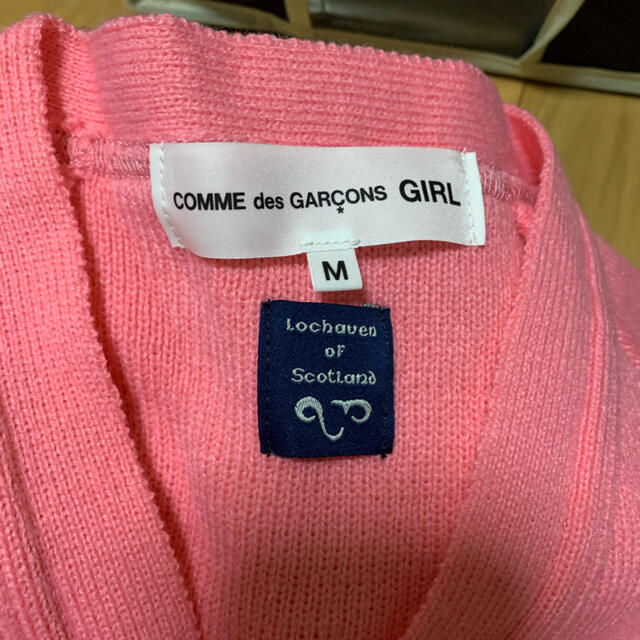 COMME des GARÇONS GIRL
M
Lochaven
of
Scotland